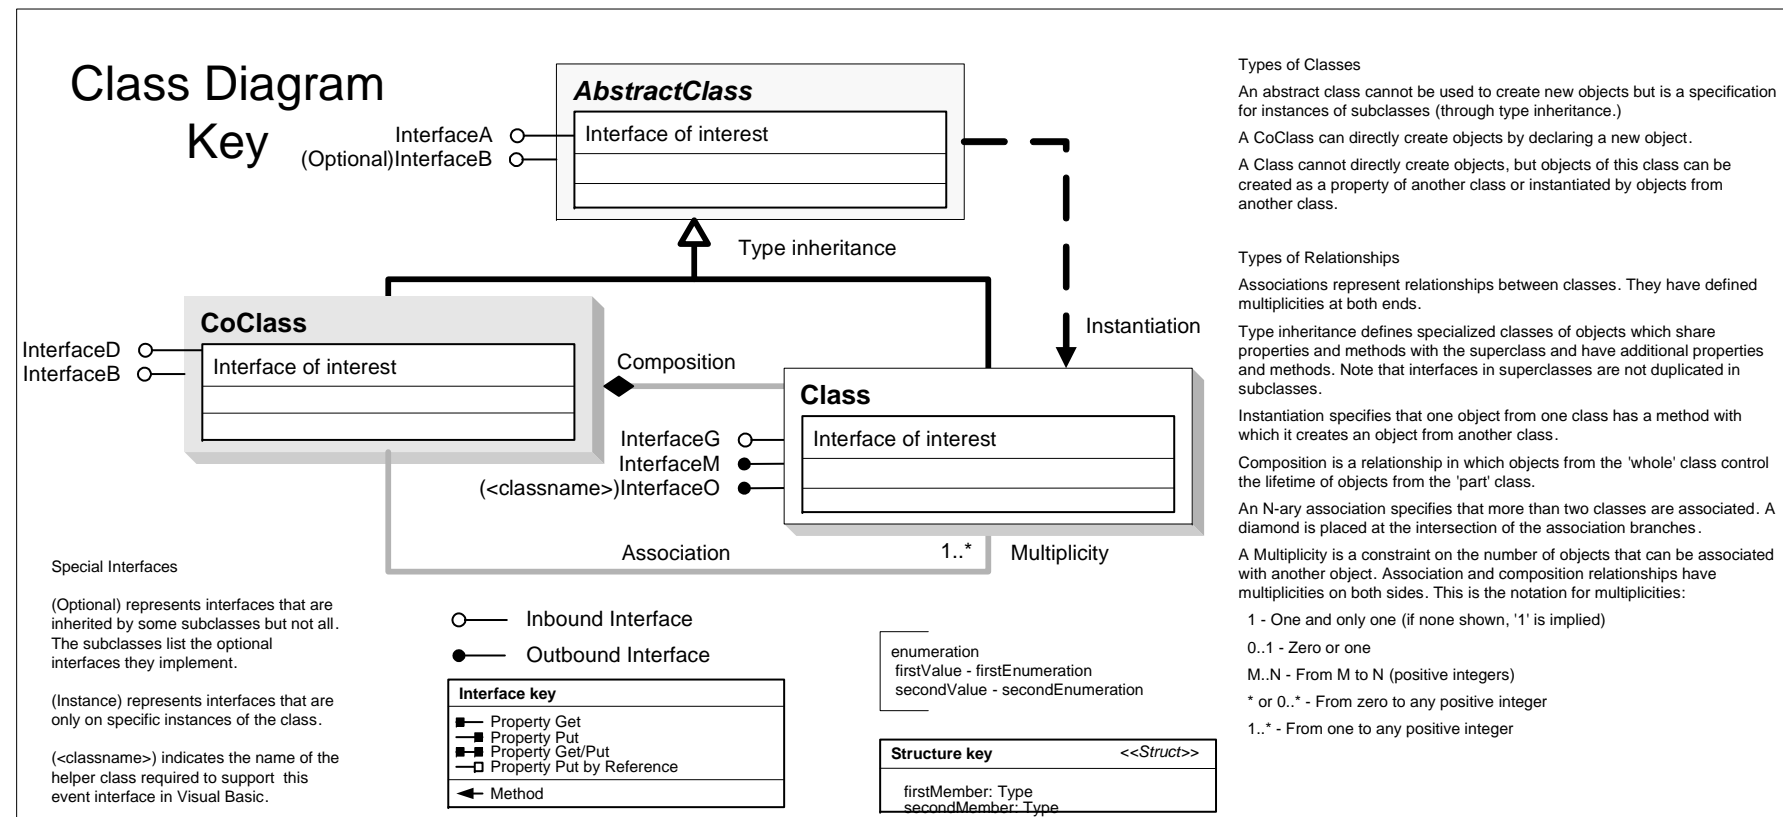 Class Diagram
Key
AbstractClass
Interface of interest
InterfaceA
(Optional)InterfaceB
Type inheritance
CoClass
Interface of interest
InterfaceD
InterfaceB
Composition
Instantiation
Class
Interface of interest
InterfaceG
InterfaceM
(<classname>)InterfaceO
Association
1..*
Multiplicity
Special Interfaces
(Optional) represents interfaces that are
inherited by some subclasses but not all.
The subclasses list the optional
interfaces they implement.
(Instance) represents interfaces that are
only on specific instances of the class.
(<classname>) indicates the name of the
helper class required to support this
event interface in Visual Basic.
Inbound Interface
Outbound Interface
Interface key
Property Get
Property Put
Property Get/Put
Property Put by Reference
Method
enumeration
firstValue - firstEnumeration
secondValue - secondEnumeration
Structure key <<Struct>>
firstMember: Type
secondMember: Type
Types of Classes
An abstract class cannot be used to create new objects but is a specification
for instances of subclasses (through type inheritance.)
A CoClass can directly create objects by declaring a new object.
A Class cannot directly create objects, but objects of this class can be
created as a property of another class or instantiated by objects from
another class.
Types of Relationships
Associations represent relationships between classes. They have defined
multiplicities at both ends.
Type inheritance defines specialized classes of objects which share
properties and methods with the superclass and have additional properties
and methods. Note that interfaces in superclasses are not duplicated in
subclasses.
Instantiation specifies that one object from one class has a method with
which it creates an object from another class.
Composition is a relationship in which objects from the 'whole' class control
the lifetime of objects from the 'part' class.
An N-ary association specifies that more than two classes are associated. A
diamond is placed at the intersection of the association branches.
A Multiplicity is a constraint on the number of objects that can be associated
with another object. Association and composition relationships have
multiplicities on both sides. This is the notation for multiplicities:
1 - One and only one (if none shown, '1' is implied)
0..1 - Zero or one
M..N - From M to N (positive integers)
* or 0..* - From zero to any positive integer
1..* - From one to any positive integer